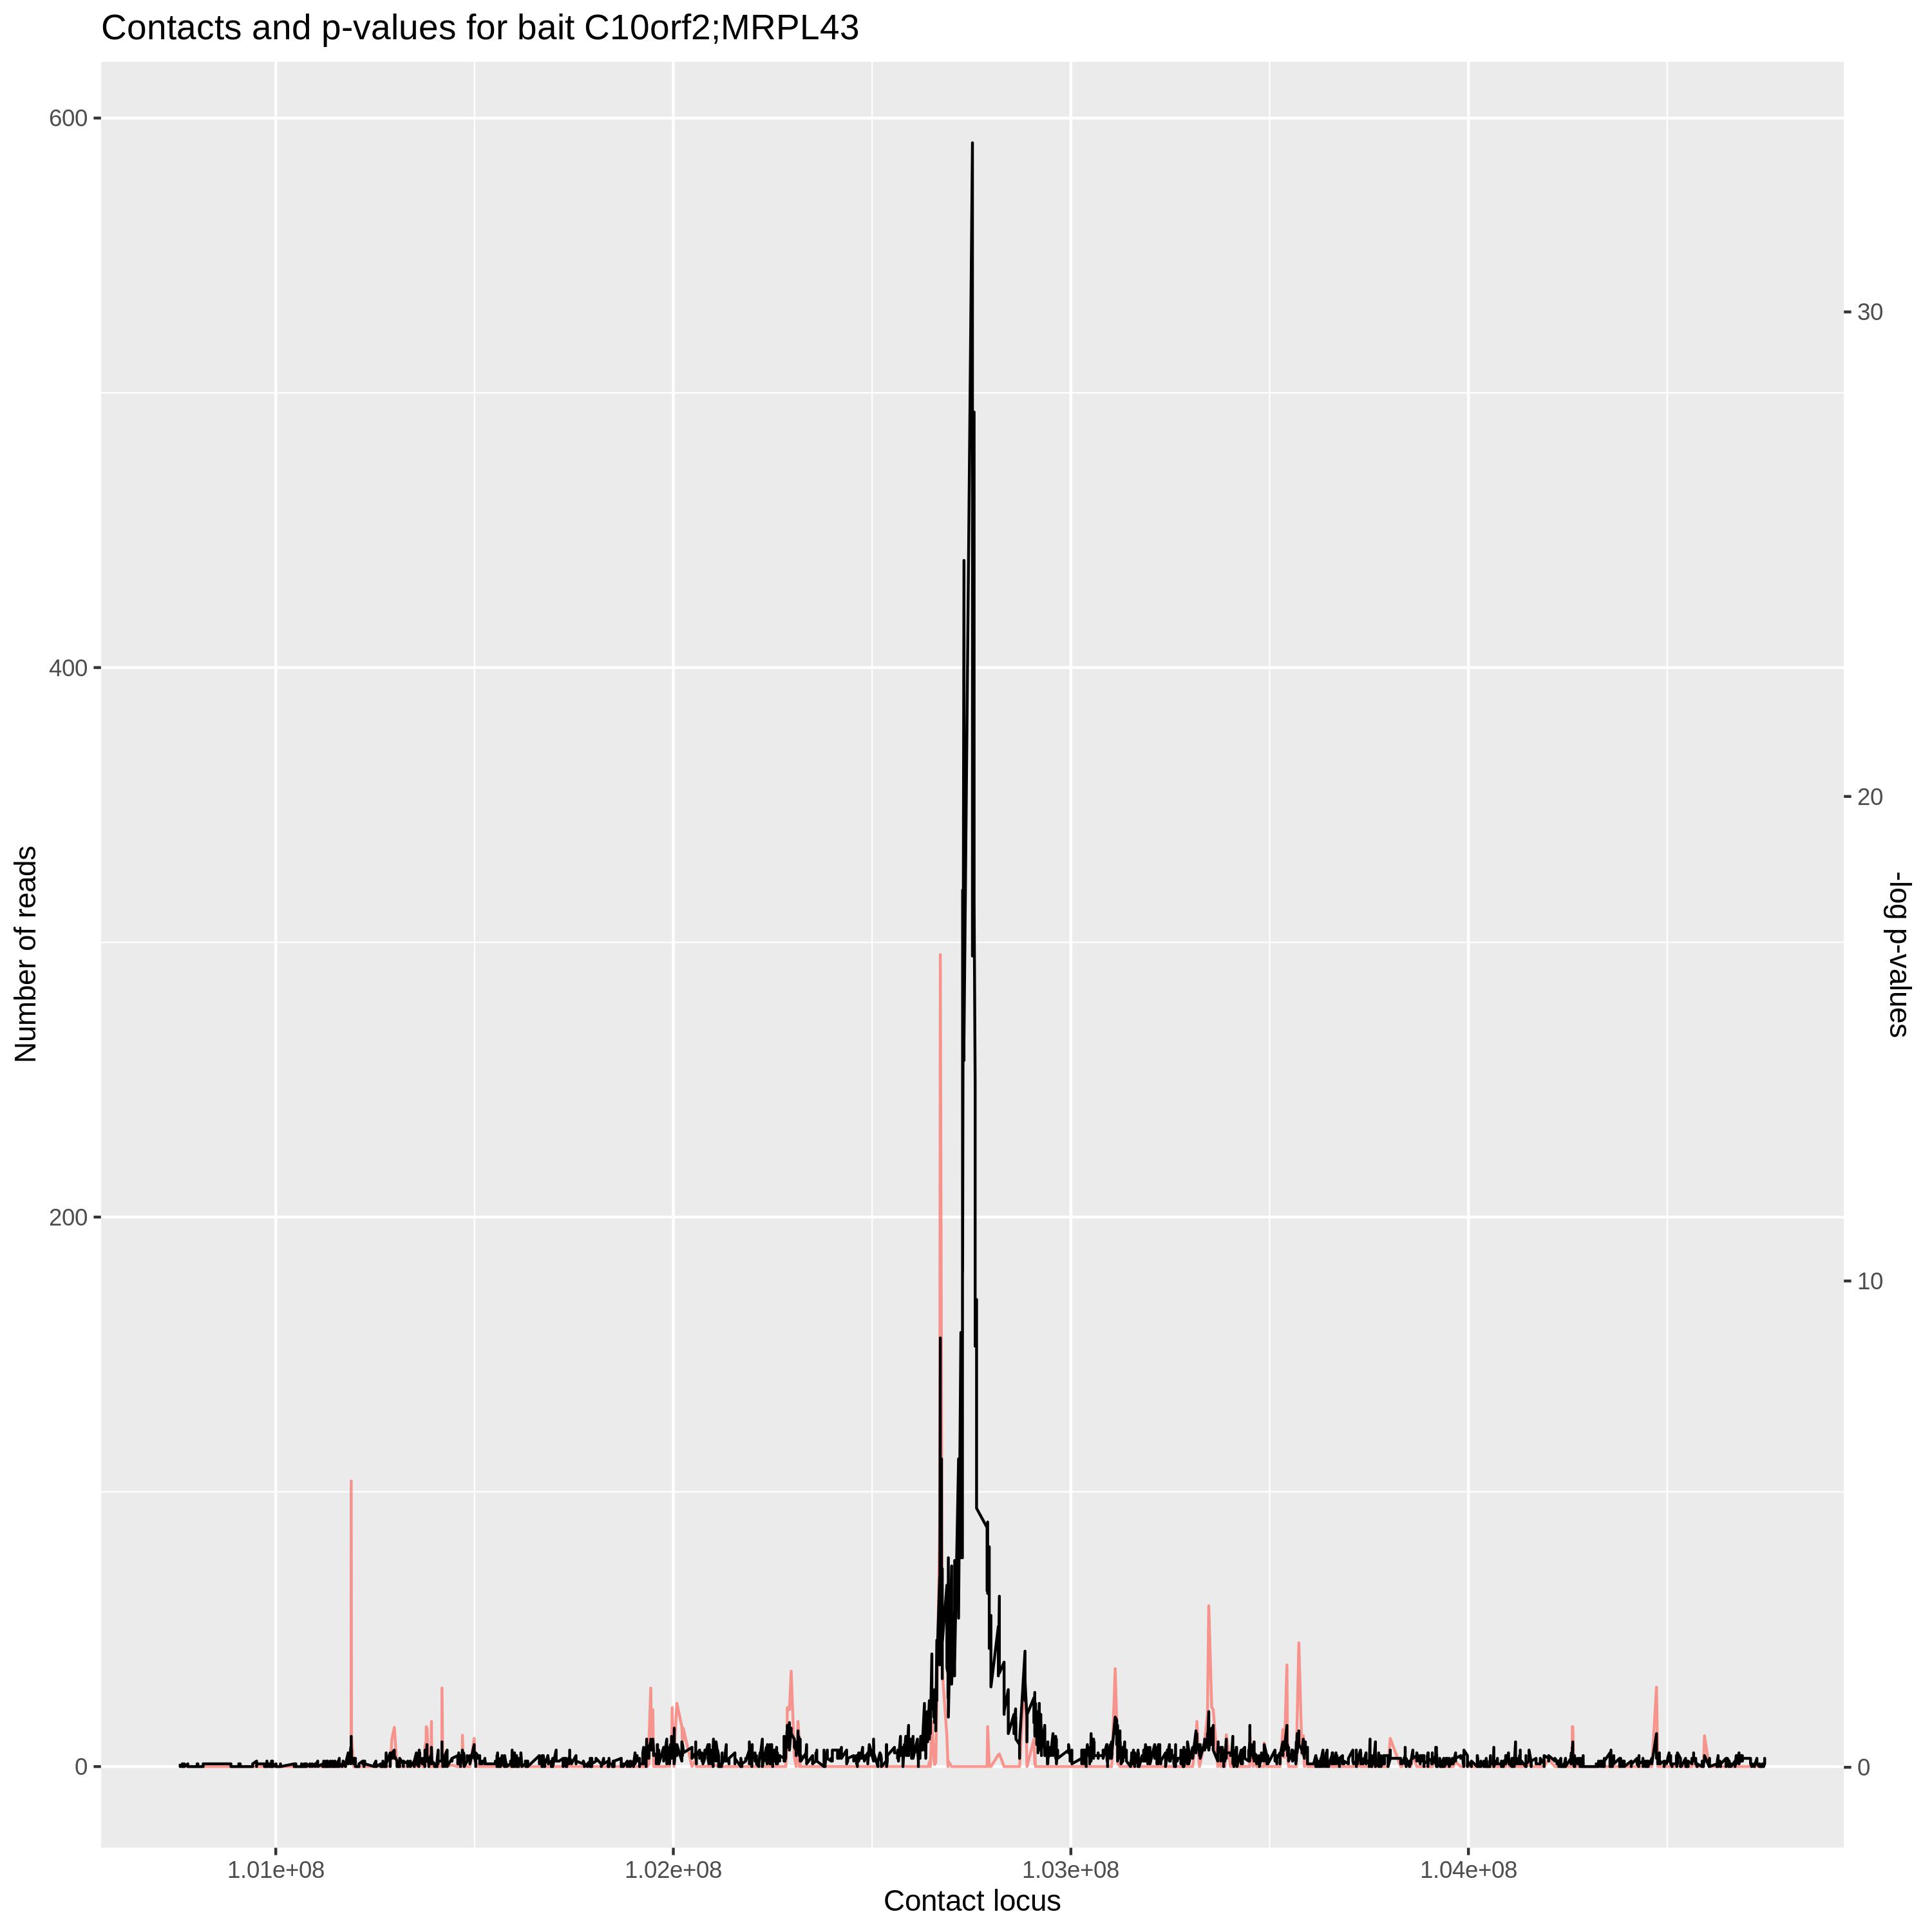 Contacts and p-values for bait C10orf2;MRPL43
600
400
200
0
Number of reads
30
20
10
0
-log p-values
1.01e+08 1.02e+08 1.03e+08 1.04e+08
Contact locus